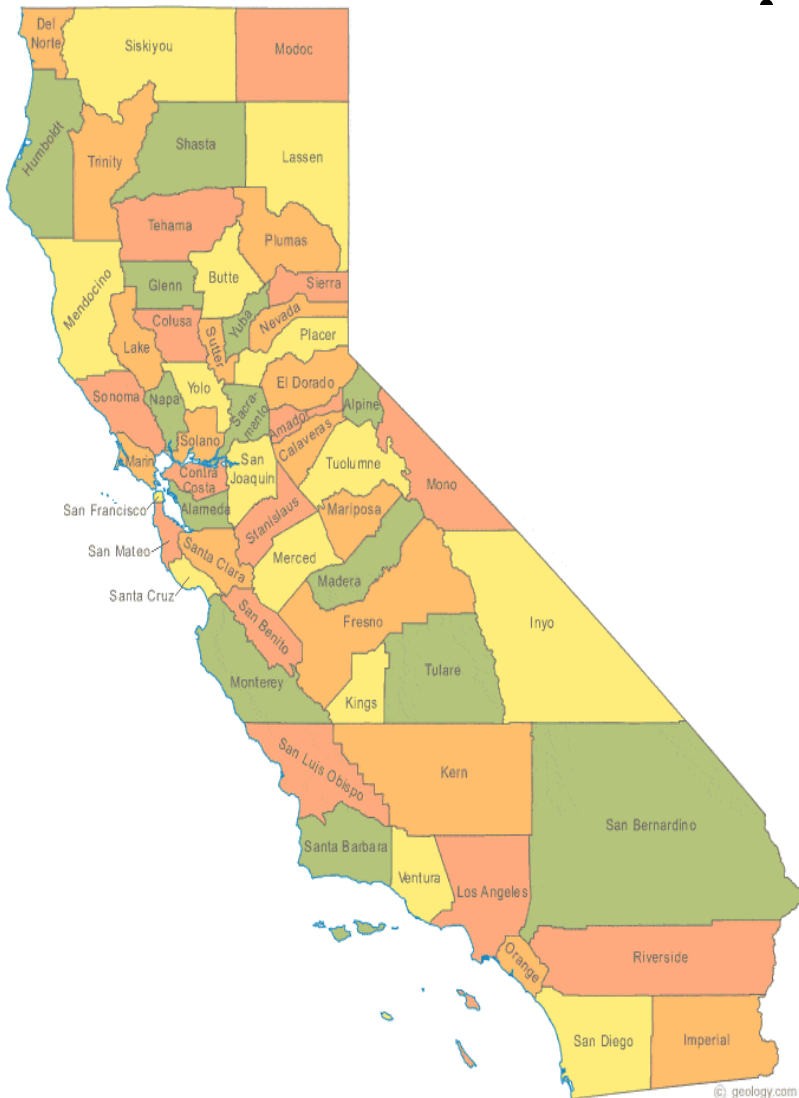 Del
Norte
Siskiyou
Modoc
Humboldt
Trinity
Shasta
Lassen
Tehama
Plumas
Mendocino
Glenn
Butte
Sierra
Colusa
Sutter
Yuba
Nevada
Lake
Placer
Sonoma
Napa
Yolo
Sacra-
mento
El Dorado
Alpine
Amador
Calaveras
Solano
Marin
Contra
Costa
San
Joaquin
Tuolumne
Mono
San Francisco
Alameda
Stanislaus
Mariposa
San Mateo
Santa Clara
Merced
Madera
Santa Cruz
San Benito
Fresno
Inyo
Monterey
Kings
Tulare
San Luis Obispo
Kern
San Bernardino
Santa Barbara
Ventura
Los Angeles
Orange
Riverside
San Diego
Imperial
© geology.com